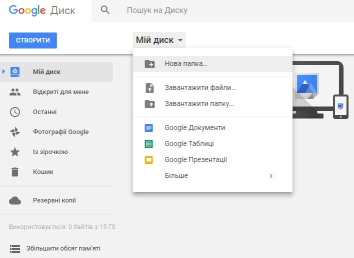 Google Диск
Пошук на Диску
СТВОРИТИ
Мій диск
Нова папка...
Завантажити файли...
Завантажити папку...
Google Документи
Google Таблиці
Google Презентації
Більше
Мій диск
Відкриті для мене
Останні
Фотографії Google
Із зірочкою
Кошик
Резервні копії
Використовується: 0 байтів з 15 Гб
Збільшити обсяг пам'яті